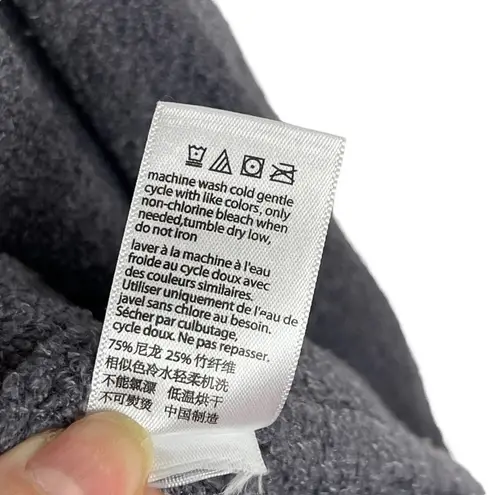 machine wash cold gentle
cycle with like colors, only
non-chlorine bleach when
needed,tumble dry low,
do not iron
laver à la machine à l'eau
froide au cycle doux avec
des couleurs similaires.
Utiliser uniquement de l'eau de
javel sans chlore au besoin.
Sécher par culbutage,
cycle doux. Ne pas repasser.
75%尼龙 25%竹纤维
相似色冷水轻柔机洗
不能氯漂 低温烘干
不可熨烫 中国制造